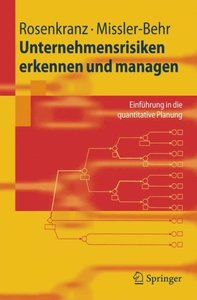 Rosenkranz · Missler-Behr
Unternehmensrisiken
erkennen und managen
Einführung in die
quantitative Planung
Springer